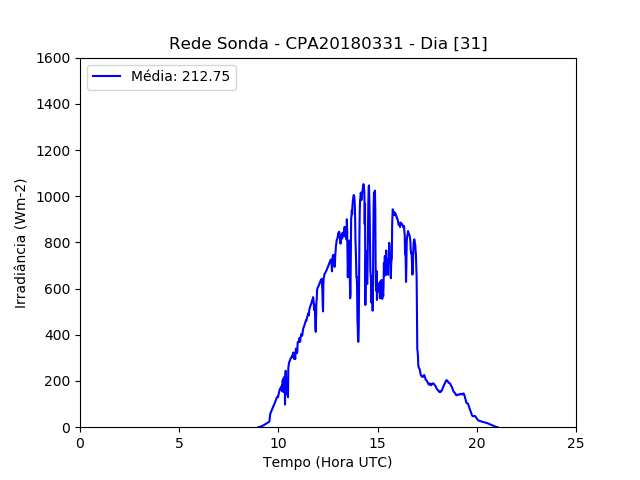 Rede Sonda - CPA20180331 - Dia [31]
Média: 212.75
1600
1400
1200
1000
800
600
400
200
0
Irradiância (Wm-2)
0 5 10 15 20 25
Tempo (Hora UTC)